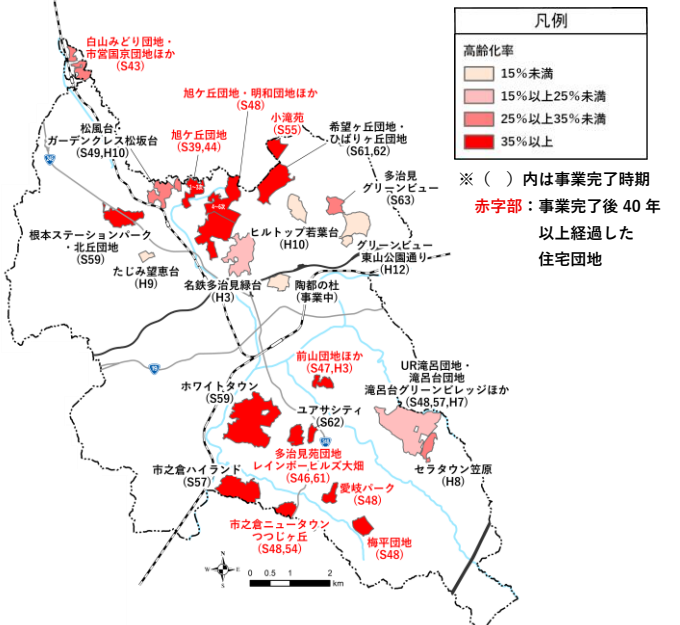 凡例
高齢化率
15%未満
15%以上25%未満
25%以上35%未満
35%以上
※（　）内は事業完了時期
赤字部：事業完了後 40 年
以上経過した
住宅団地
白山みどり団地・
市営国京団地ほか
(S43)
旭ケ丘団地・明和団地ほか
(S48)
小滝苑
(S55)
希望ヶ丘団地・
ひばりヶ丘団地
(S61,62)
松風台・
ガーデンクレス松坂台
(S49,H10)
旭ケ丘団地
(S39,44)
多治見
グリーンビュー
(S63)
根本ステーションパーク
・北丘団地
(S59)
ヒルトップ若葉台
(H10)
グリーンビュー
東山公園通り
(H12)
たじみ望恵台
(H9)
名鉄多治見緑台
(H3)
陶都の杜
(事業中)
前山団地ほか
(S47,H3)
UR滝呂団地・
滝呂台団地
滝呂台グリーンビレッジほか
(S48,57,H7)
ホワイトタウン
(S59)
ユアサシティ
(S62)
多治見苑団地
レインボーヒルズ大畑
(S46,61)
市之倉ハイランド
(S57)
セラタウン笠原
(H8)
愛岐パーク
(S48)
市之倉ニュータウン
つつじヶ丘
(S48,54)
梅平団地
(S48)
N
W
E
S
0 0.5 1 2
km